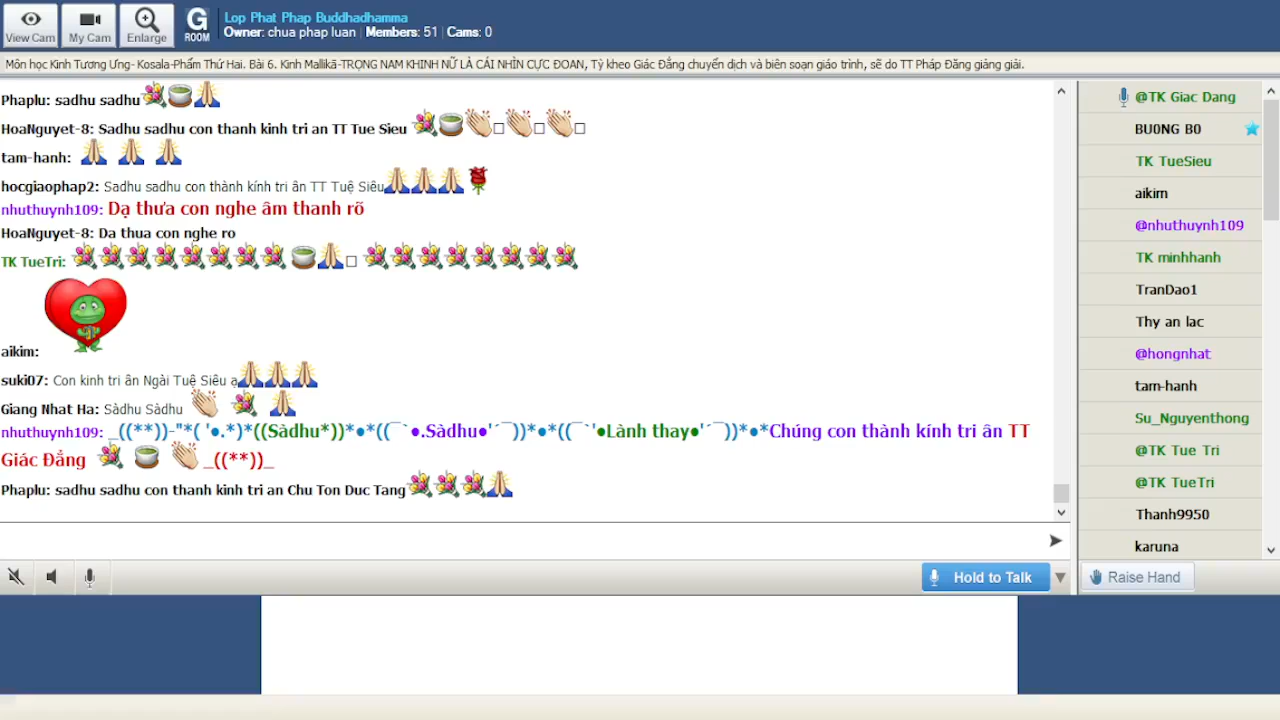 View Cam
My Cam
Enlarge
G
ROOM
Lop Phat Phap Buddhadhamma
Owner: chua phap luan | Members: 51 | Cams: 0
Môn học Kinh Tương Ưng- Kosala-Phẩm Thứ Hai. Bài 6. Kinh Mallikā-TRỌNG NAM KHINH NỮ LÀ CÁI NHÌN CỰC ĐOAN, Tỳ kheo Giác Đẳng chuyển dịch và biên soạn giáo trình, sẽ do TT Pháp Đăng giảng giải.
Phaplu: sadhu sadhu
HoaNguyet-8: Sadhu sadhu con thanh kinh tri an TT Tue Sieu
tam-hanh:
hocgiaophap2: Sadhu sadhu con thành kính tri ân TT Tuệ Siêu
nhuthuynh109: Dạ thưa con nghe âm thanh rõ
HoaNguyet-8: Da thua con nghe ro
TK TueTri:
aikim:
suki07: Con kinh tri ân Ngài Tuệ Siêu ạ
Giang Nhat Ha: Sàdhu Sàdhu
nhuthuynh109: _((**))-"*( '●.*)*((Sàdhu*))*●*((¯`●.Sàdhu●'´¯))*●*((¯`'●Lành thay●'´¯))*●*Chúng con thành kính tri ân TT
Giác Đẳng _((**))_
Phaplu: sadhu sadhu con thanh kinh tri an Chu Ton Duc Tang
Hold to Talk
@TK Giac Dang
BU0NG B0
TK TueSieu
aikim
@nhuthuynh109
TK minhhanh
TranDao1
Thy an lac
@hongnhat
tam-hanh
Su_Nguyenthong
@TK Tue Tri
@TK TueTri
Thanh9950
karuna
Raise Hand